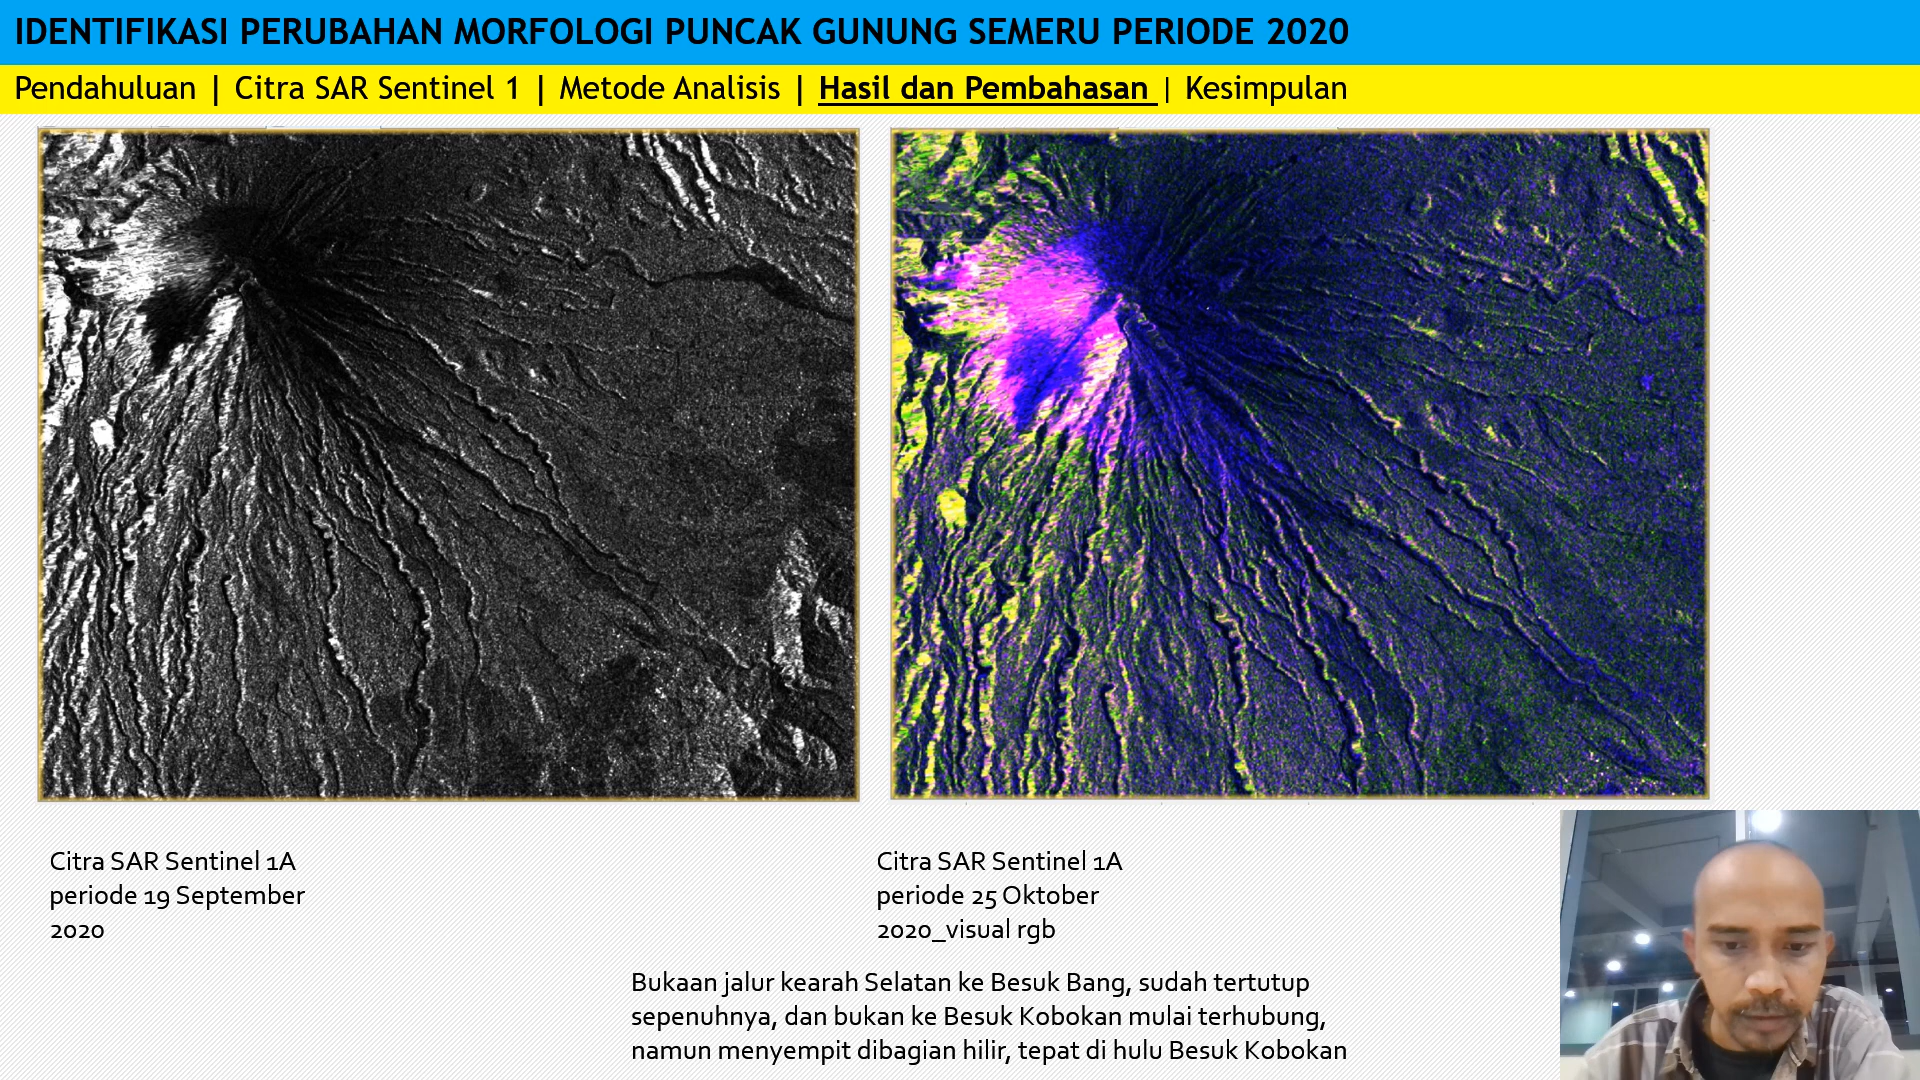 IDENTIFIKASI PERUBAHAN MORFOLOGI PUNCAK GUNUNG SEMERU PERIODE 2020
Pendahuluan | Citra SAR Sentinel 1 | Metode Analisis | Hasil dan Pembahasan | Kesimpulan
Citra SAR Sentinel 1A
periode 19 September
2020
Citra SAR Sentinel 1A
periode 25 Oktober
2020_visual rgb
Bukaan jalur kearah Selatan ke Besuk Bang, sudah tertutup
sepenuhnya, dan bukan ke Besuk Kobokan mulai terhubung,
namun menyempit dibagian hilir, tepat di hulu Besuk Kobokan